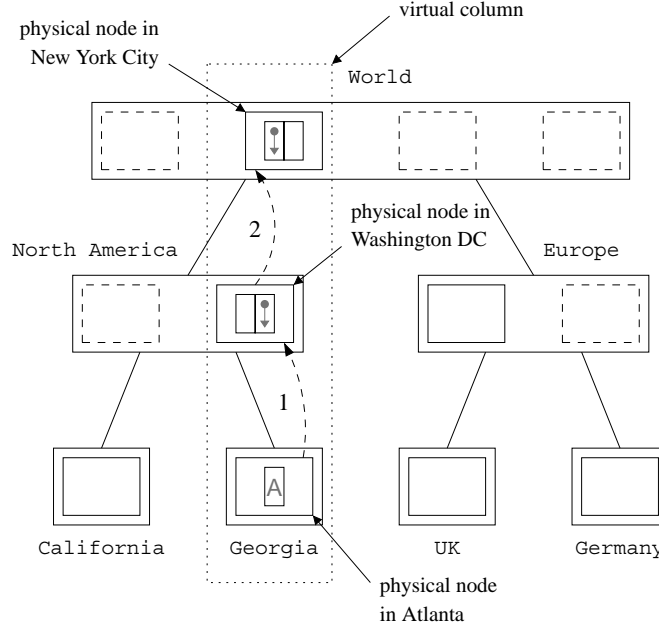 physical node in
New York City
virtual column
World
2
physical node in
Washington DC
North America
Europe
1
A
California
Georgia
UK
Germany
physical node
in Atlanta